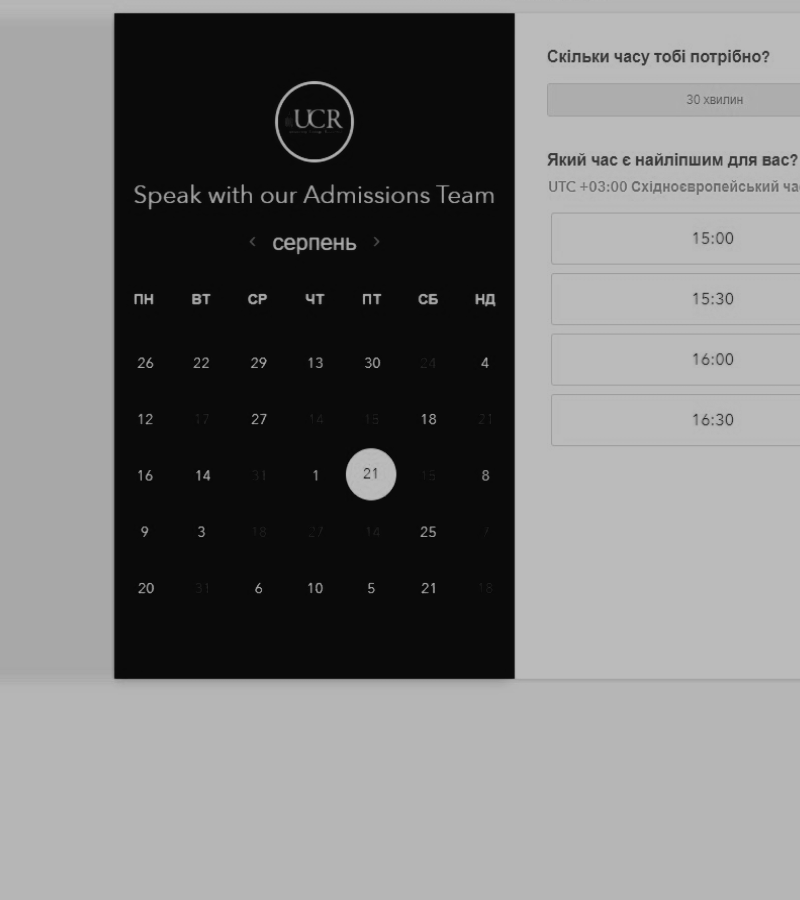 UCR
Speak with our Admissions Team
серпень
ПН ВТ СР ЧТ ПТ СБ НД
26 22 29 13 30 24 4
12 17 27 14 15 18 21
16 14 31 1 21 15 8
9 3 18 27 14 25
20 31 6 10 5 21 18
Скільки часу тобі потрібно?
30 хвилин
Який час є найліпшим для вас?
UTC +03:00 Східноєвропейський
15:00
15:30
16:00
16:30